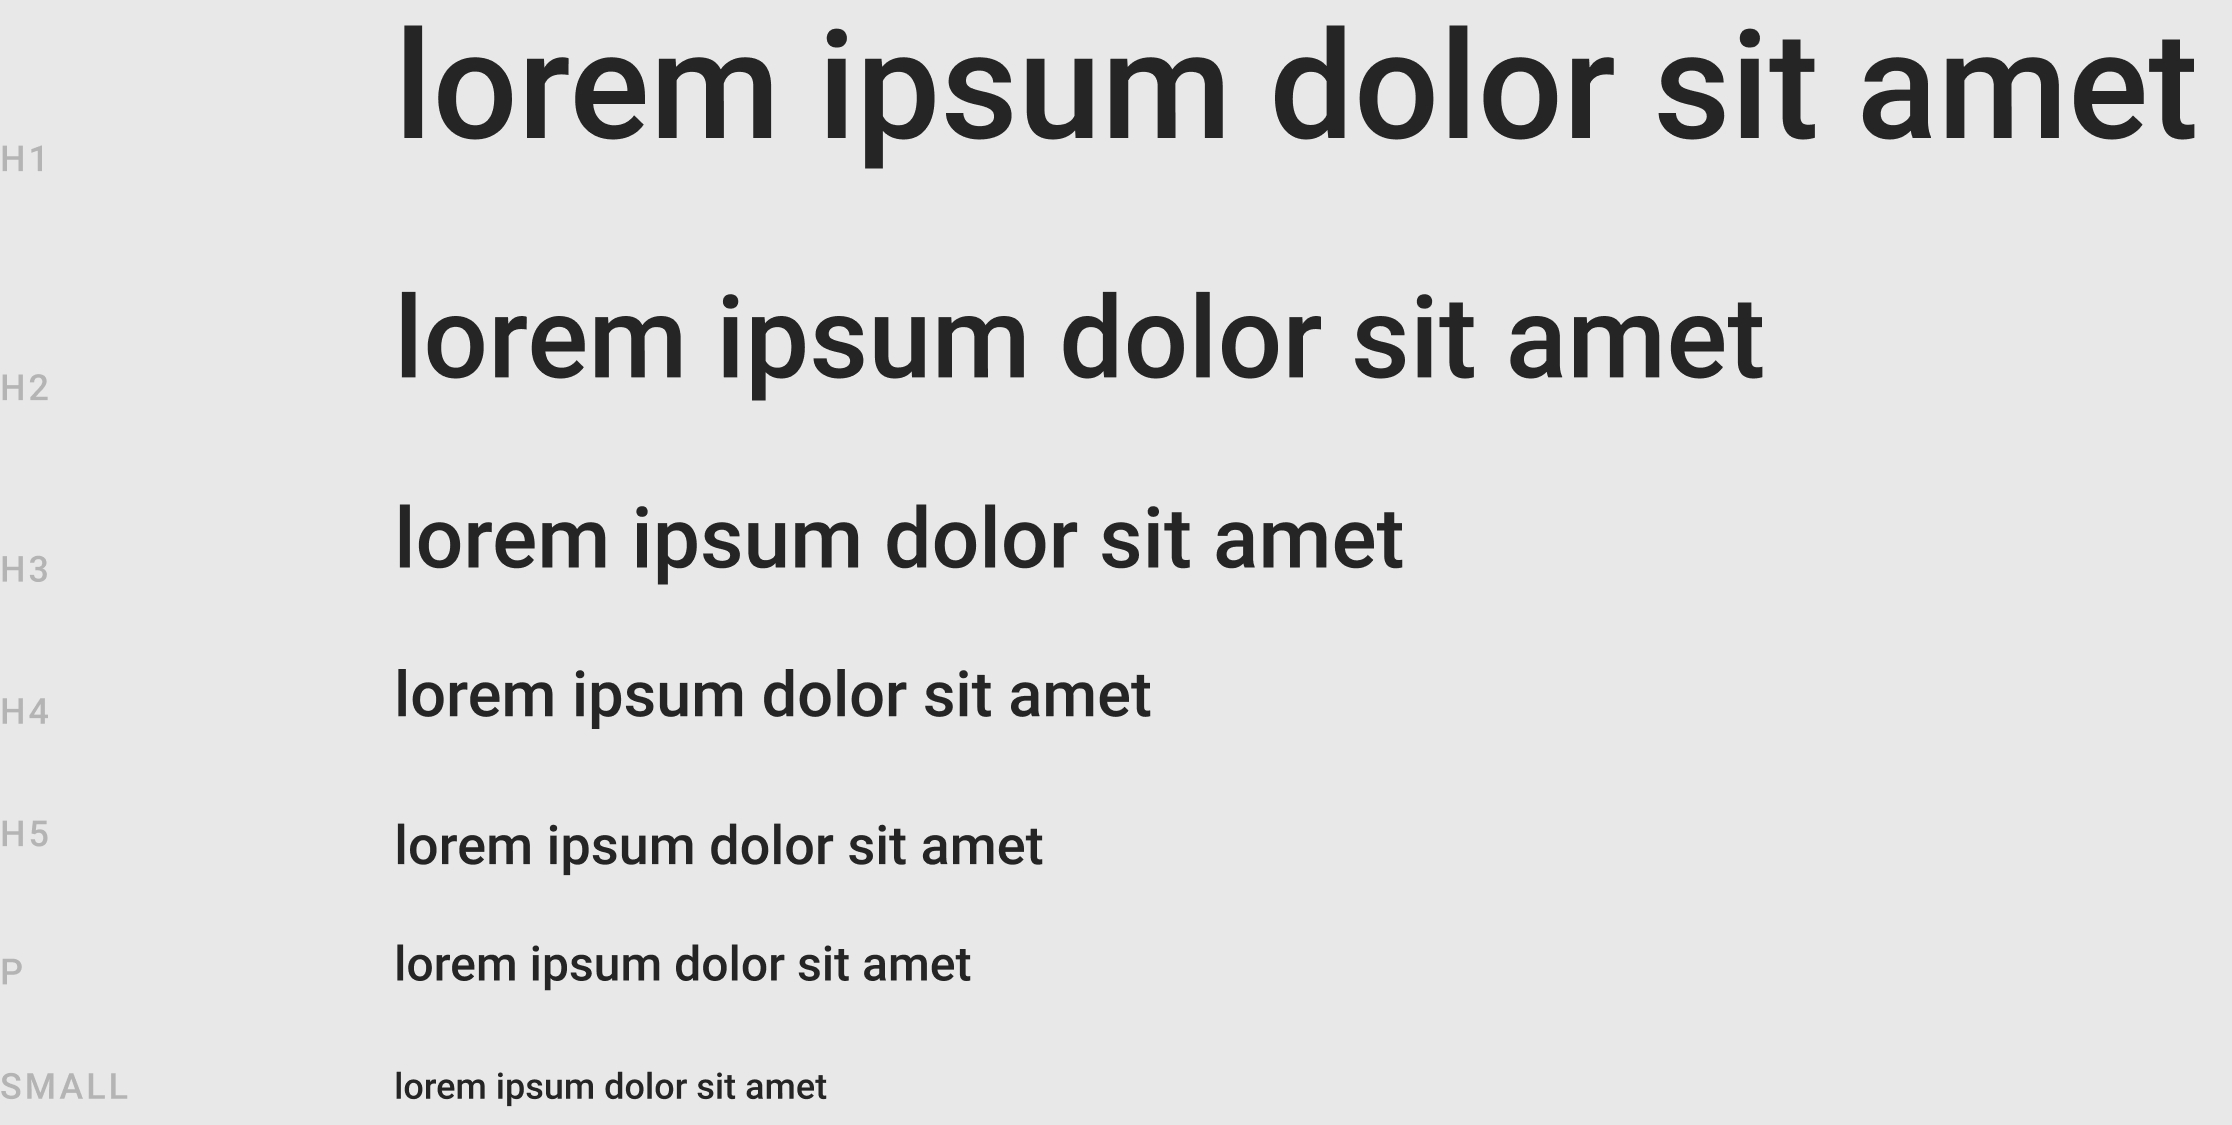 H1 lorem ipsum dolor sit amet
H2 lorem ipsum dolor sit amet
H3 lorem ipsum dolor sit amet
H4 lorem ipsum dolor sit amet
H5 lorem ipsum dolor sit amet
P lorem ipsum dolor sit amet
SMALL lorem ipsum dolor sit amet